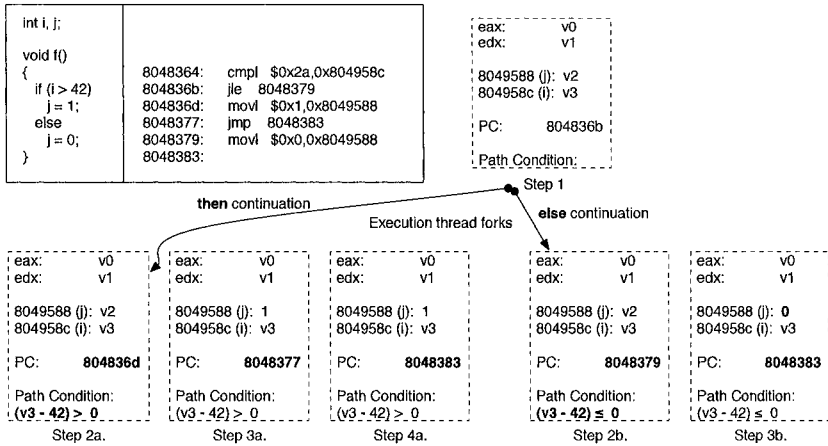 int i, j;
void f()
{
if (i > 42)
j = 1;
else
j = 0;
}
8048364: cmpl $0x2a,0x804958c
804836b: jle 8048379
804836d: movl $0x1,0x8049588
8048377: jmp 8048383
8048379: movl $0x0,0x8049588
8048383:
eax: v0
edx: v1
8049588 (j): v2
804958c (i): v3
PC: 804836b
Path Condition:
Step 1
then continuation
Execution thread forks
else continuation
eax: v0
edx: v1
8049588 (j): v2
804958c (i): v3
PC: 804836d
Path Condition:
(v3 - 42) > 0
Step 2a.
eax: v0
edx: v1
8049588 (j): 1
804958c (i): v3
PC: 8048377
Path Condition:
(v3 - 42) > 0
Step 3a.
eax: v0
edx: v1
8049588 (j): 1
804958c (i): v3
PC: 8048383
Path Condition:
(v3 - 42) > 0
Step 4a.
eax: v0
edx: v1
8049588 (j): v2
804958c (i): v3
PC: 8048379
Path Condition:
(v3 - 42) ≤ 0
Step 2b.
eax: v0
edx: v1
8049588 (j): 0
804958c (i): v3
PC: 8048383
Path Condition:
(v3 - 42) ≤ 0
Step 3b.